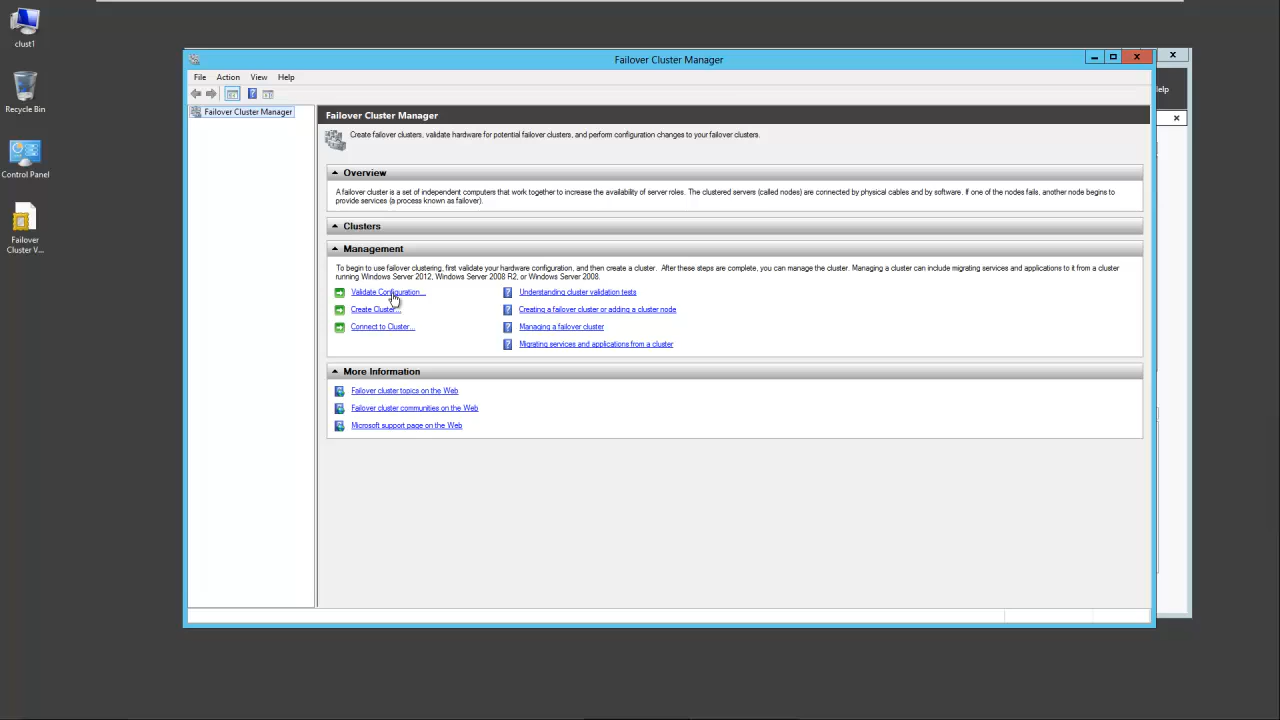 clust1
Recycle Bin
Control Panel
Failover
Cluster V...
Failover Cluster Manager
File Action View Help
Failover Cluster Manager
Failover Cluster Manager
Create failover clusters, validate hardware for potential failover clusters, and perform configuration changes to your failover clusters.
Overview
A failover cluster is a set of independent computers that work together to increase the availability of server roles. The clustered servers (called nodes) are connected by physical cables and by software. If one of the nodes fails, another node begins to
provide services (a process known as failover).
Clusters
Management
To begin to use failover clustering, first validate your hardware configuration, and then create a cluster. After these steps are complete, you can manage the cluster. Managing a cluster can include migrating services and applications to it from a cluster
running Windows Server 2012, Windows Server 2008 R2, or Windows Server 2008.
Validate Configuration... Understanding cluster validation tests
Create Cluster... Creating a failover cluster or adding a cluster node
Connect to Cluster... Managing a failover cluster
Migrating services and applications from a cluster
More Information
Failover cluster topics on the Web
Failover cluster communities on the Web
Microsoft support page on the Web